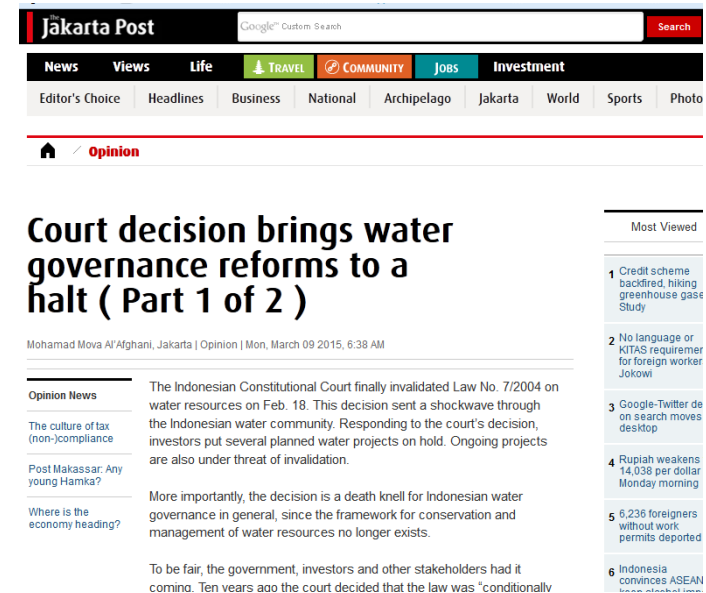 The
Jakarta Post
Google™ Custom Search
Search
News Views Life TRAVEL COMMUNITY JOBS Investment
Editor's Choice Headlines Business National Archipelago Jakarta World Sports Photo
Opinion
Court decision brings water
governance reforms to a
halt ( Part 1 of 2 )
Mohamad Mova Al'Afghani, Jakarta | Opinion | Mon, March 09 2015, 6:38 AM
Opinion News
The culture of tax
(non-)compliance
Post Makassar: Any
young Hamka?
Where is the
economy heading?
The Indonesian Constitutional Court finally invalidated Law No. 7/2004 on
water resources on Feb. 18. This decision sent a shockwave through
the Indonesian water community. Responding to the court's decision,
investors put several planned water projects on hold. Ongoing projects
are also under threat of invalidation.
More importantly, the decision is a death knell for Indonesian water
governance in general, since the framework for conservation and
management of water resources no longer exists.
To be fair, the government, investors and other stakeholders had it
coming. Ten years ago the court decided that the law was "conditionally
Most Viewed
1 Credit scheme
backfired, hiking
greenhouse gase
Study
2 No language or
KITAS requiremen
for foreign worker
Jokowi
3 Google-Twitter de
on search moves
desktop
4 Rupiah weakens
14,038 per dollar
Monday morning
5 6,236 foreigners
without work
permits deported
6 Indonesia
convinces ASEAN
keep alcohol